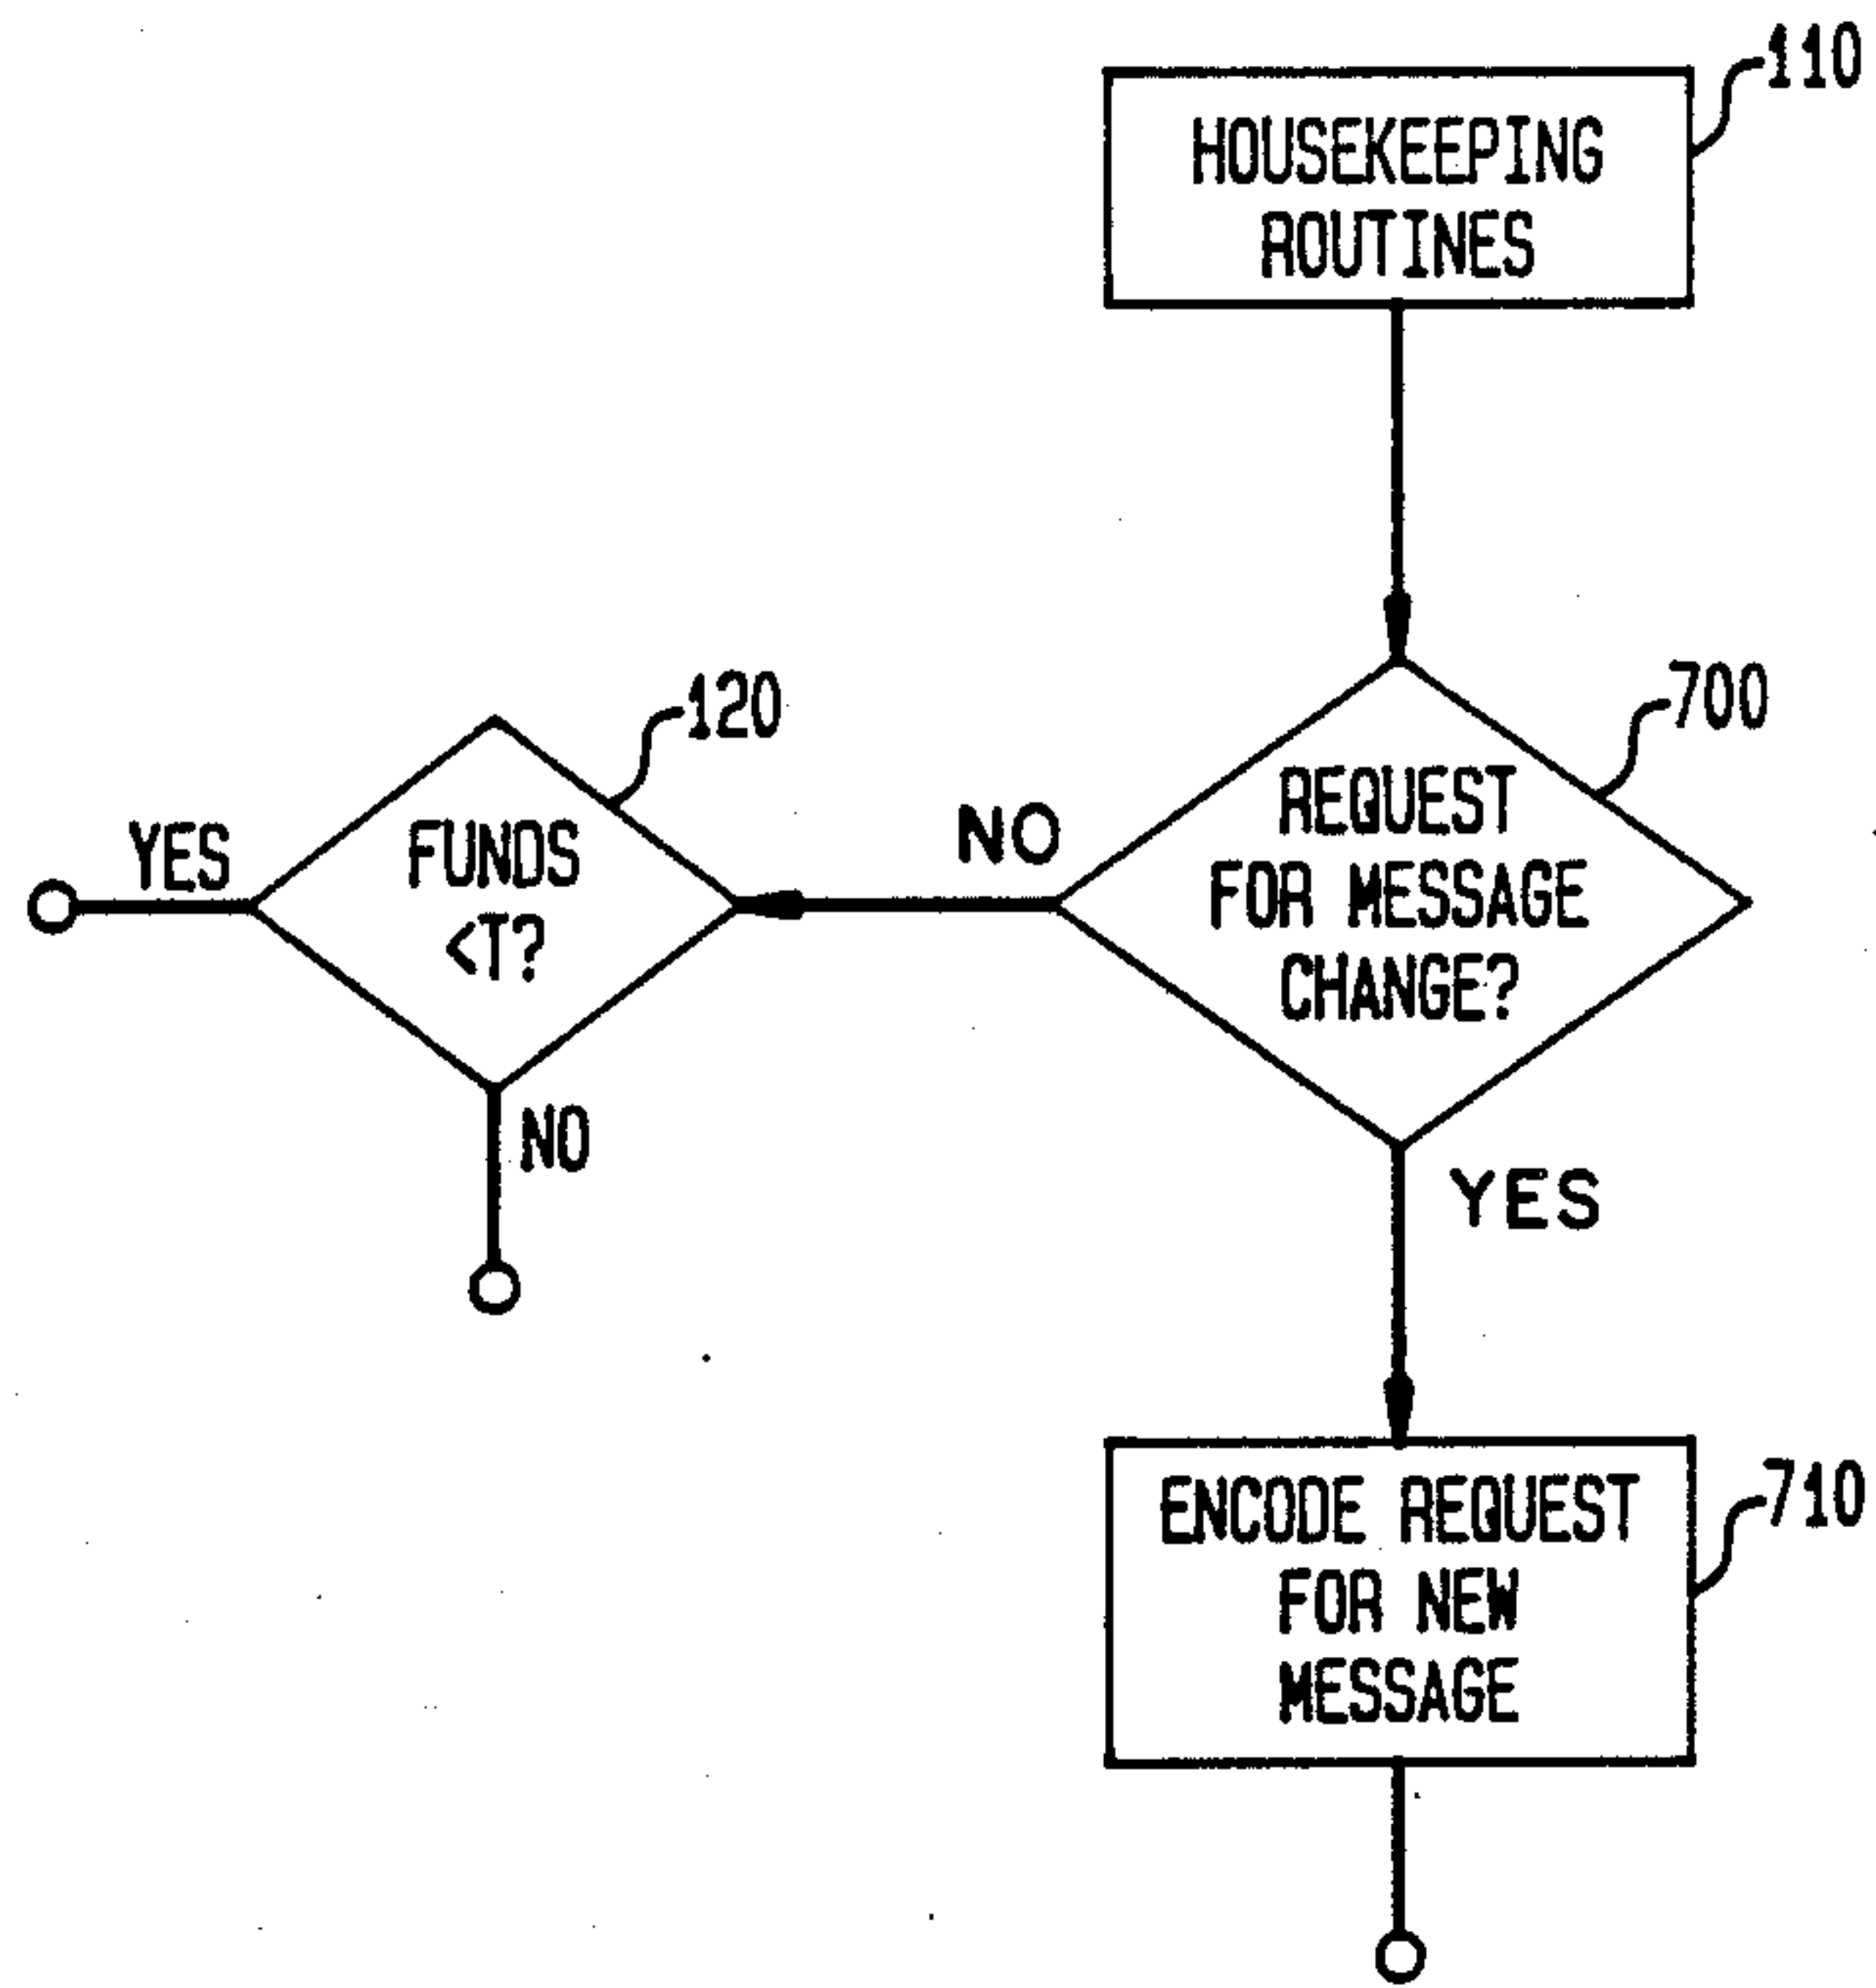 110
HOUSEKEEPING
ROUTINES
120
700
YES
FUNDS
<T?
NO
REQUEST
FOR MESSAGE
CHANGE?
NO
YES
710
ENCODE REQUEST
FOR NEW
MESSAGE